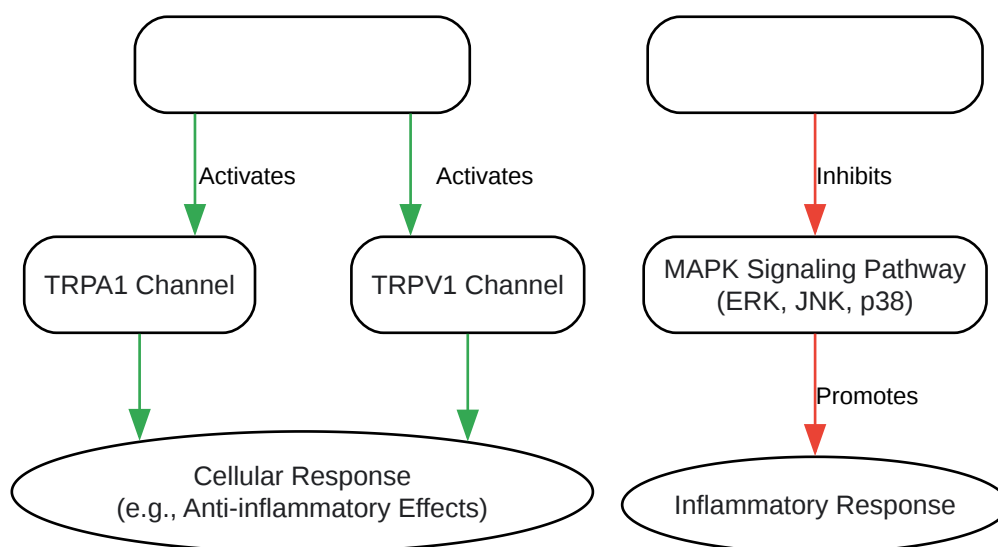 Activates
Activates
Inhibits
TRPA1 Channel
TRPV1 Channel
MAPK Signaling Pathway
(ERK, JNK, p38)
Promotes
Cellular Response
(e.g., Anti-inflammatory Effects)
Inflammatory Response